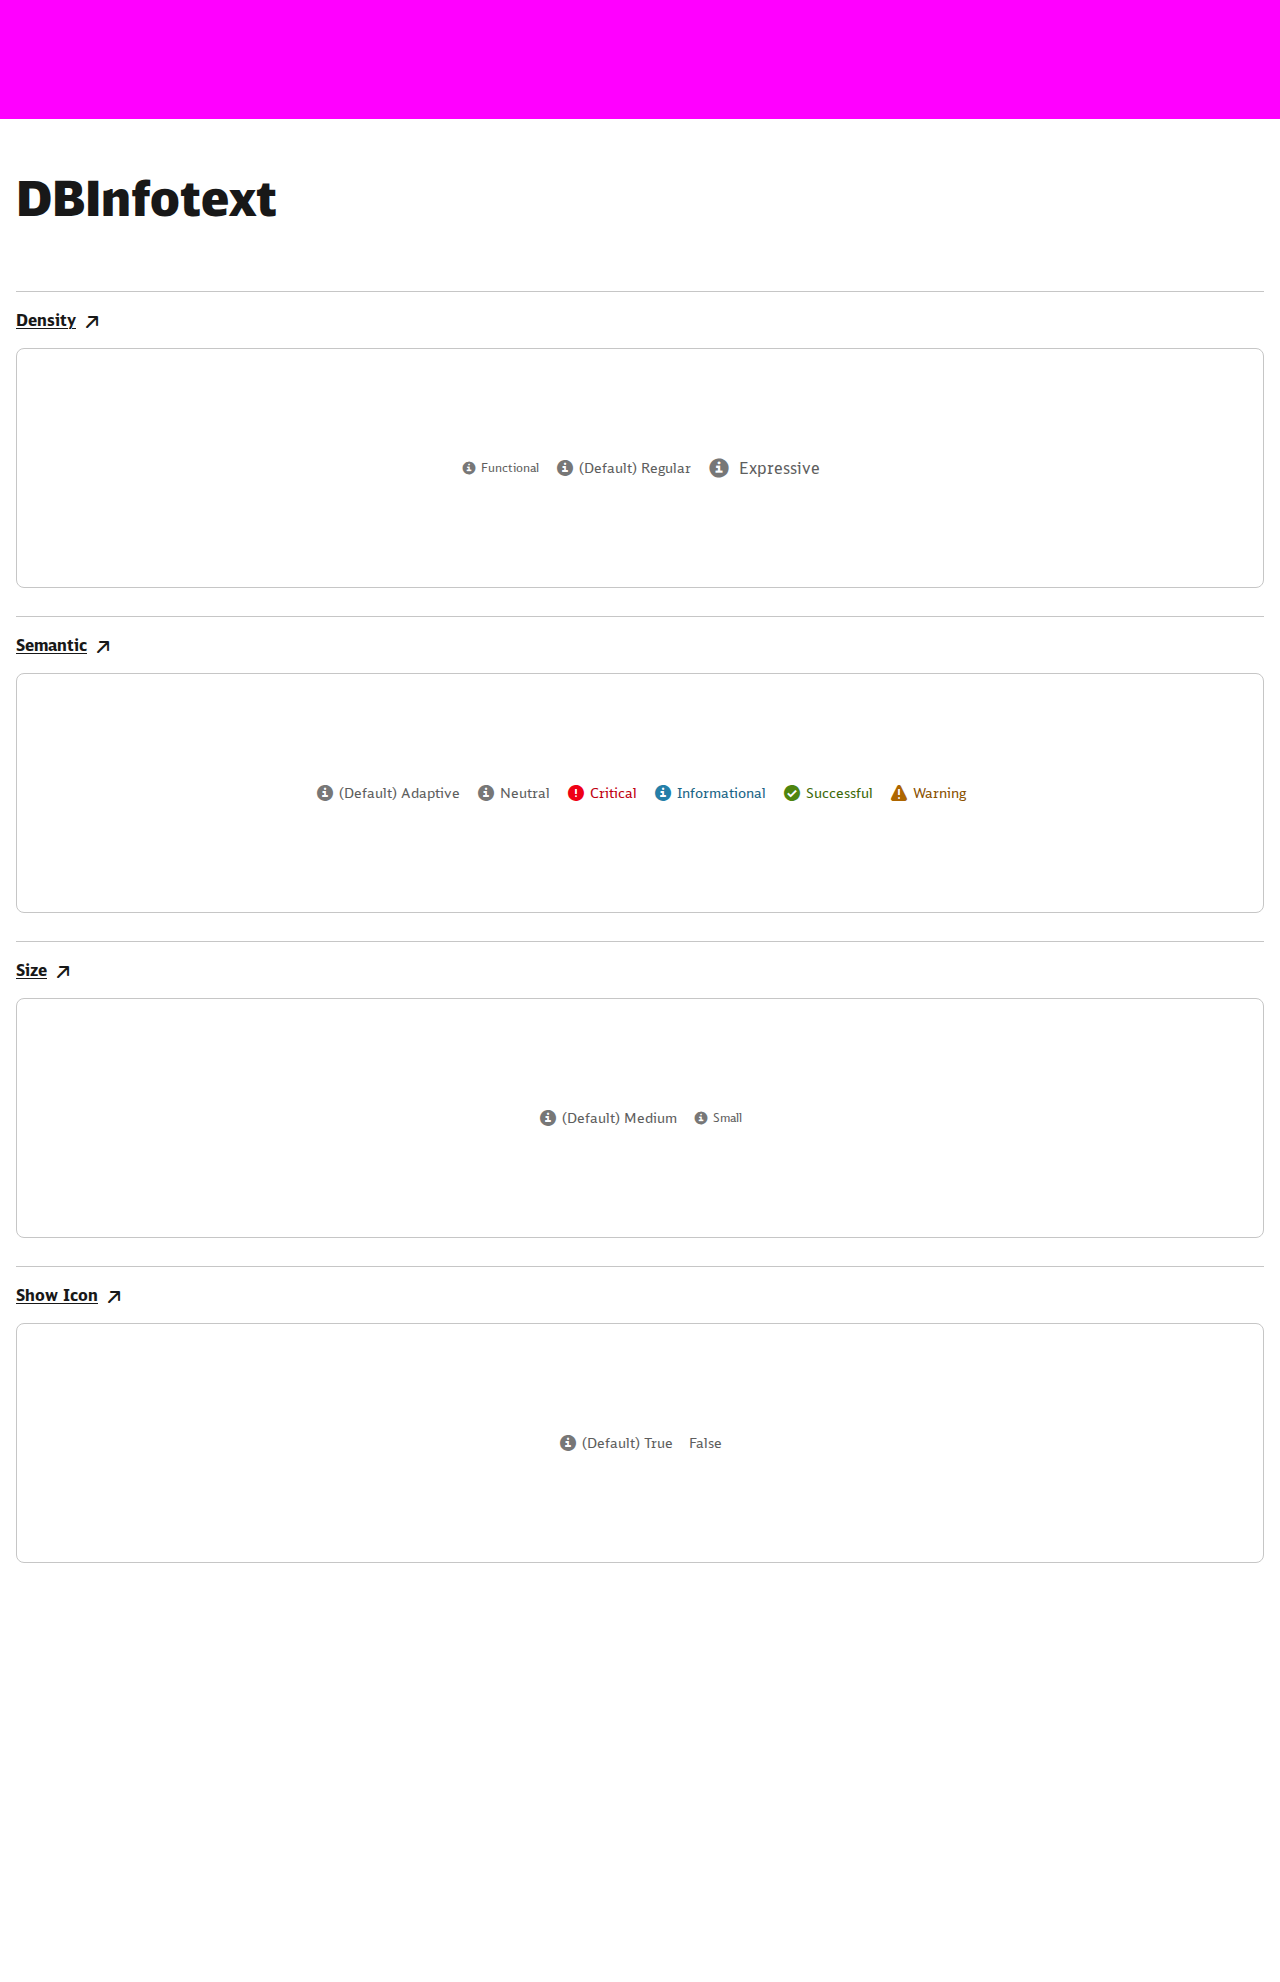 DBInfotext
Density
Functional (Default) Regular Expressive
Semantic
(Default) Adaptive Neutral Critical Informational Successful Warning
Size
(Default) Medium Small
Show Icon
(Default) True False